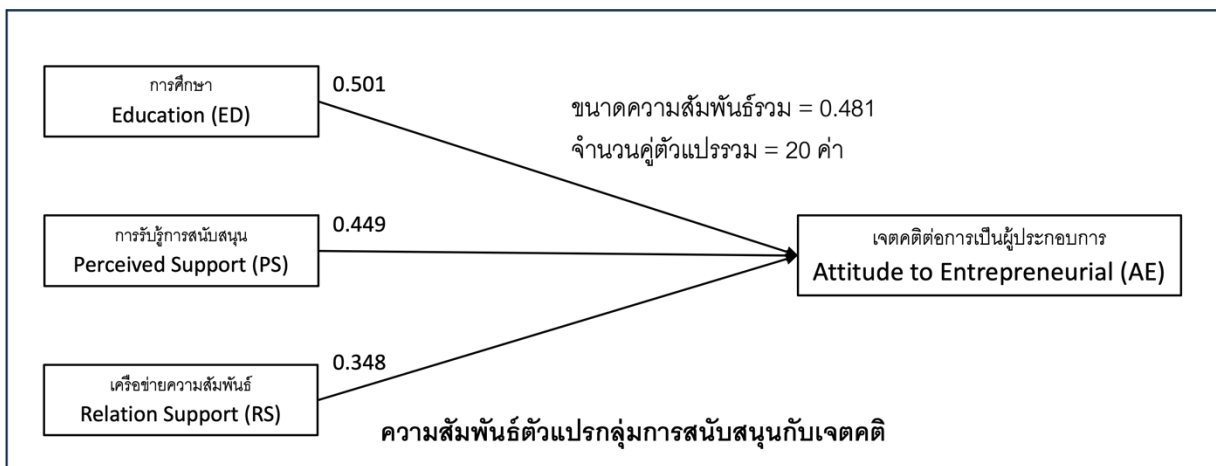 การศึกษา
Education (ED)
0.501
ขนาดความสัมพันธ์รวม = 0.481
จำนวนคู่ตัวแปรรวม = 20 ค่า
การรับรู้การสนับสนุน
Perceived Support (PS)
0.449
เจตคติต่อการเป็นผู้ประกอบการ
Attitude to Entrepreneurial (AE)
เครือข่ายความสัมพันธ์
Relation Support (RS)
0.348
ความสัมพันธ์ตัวแปรกลุ่มการสนับสนุนกับเจตคติ